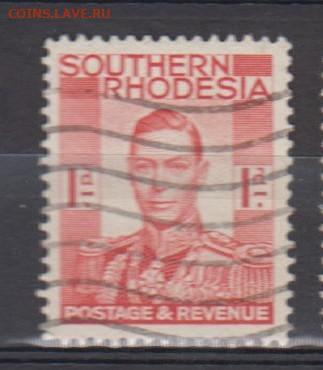 COINS.LAVE.RU
SOUTHERN
RHODESIA
1d. 1d.
POSTAGE & REVENUE